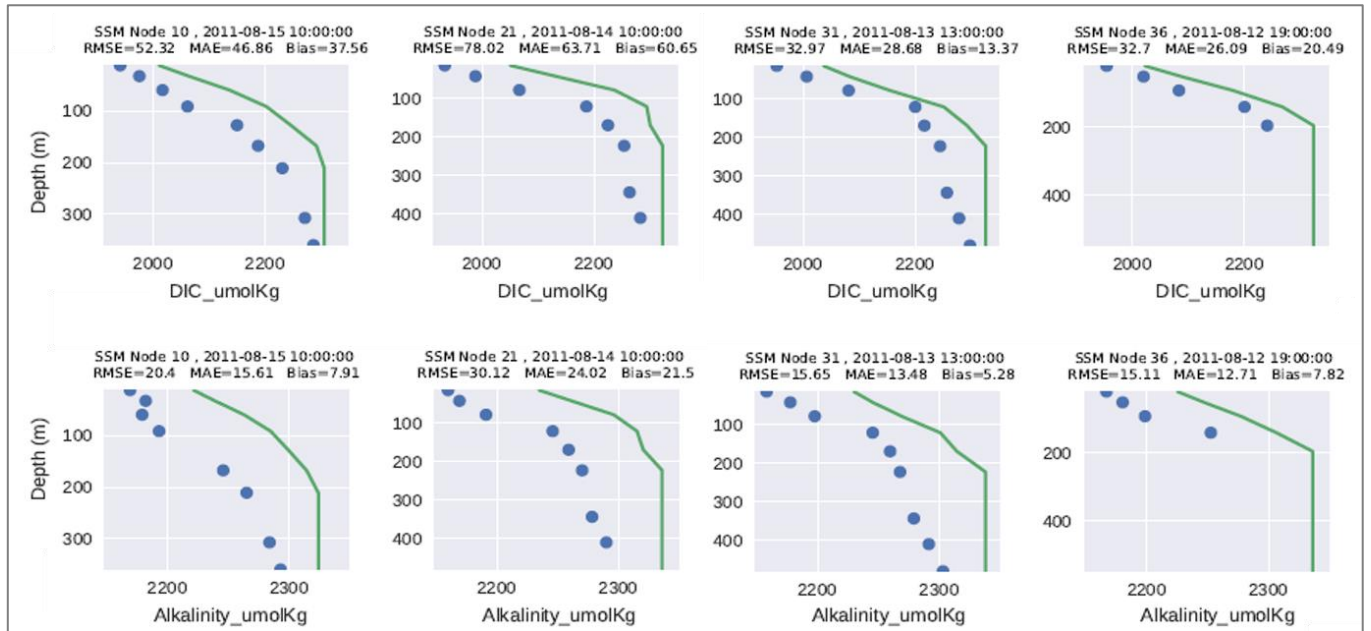 SSM Node 10 , 2011-08-15 10:00:00
RMSE=52.32 MAE=46.86 Bias=37.56
SSM Node 21 , 2011-08-14 10:00:00
RMSE=78.02 MAE=63.71 Bias=60.65
SSM Node 31 , 2011-08-13 13:00:00
RMSE=32.97 MAE=28.68 Bias=13.37
SSM Node 36 , 2011-08-12 19:00:00
RMSE=32.7 MAE=26.09 Bias=20.49
Depth (m)
100
200
300
2000
2200
DIC_umolKg
100
200
300
400
2000
2200
DIC_umolKg
100
200
300
400
2000
2200
DIC_umolKg
200
400
2000
2200
DIC_umolKg
SSM Node 10 , 2011-08-15 10:00:00
RMSE=20.4 MAE=15.61 Bias=7.91
SSM Node 21 , 2011-08-14 10:00:00
RMSE=30.12 MAE=24.02 Bias=21.5
SSM Node 31 , 2011-08-13 13:00:00
RMSE=15.65 MAE=13.48 Bias=5.28
SSM Node 36 , 2011-08-12 19:00:00
RMSE=15.11 MAE=12.71 Bias=7.82
Depth (m)
100
200
300
2200
2300
Alkalinity_umolKg
100
200
300
400
2200
2300
Alkalinity_umolKg
100
200
300
400
2200
2300
Alkalinity_umolKg
200
400
2200
2300
Alkalinity_umolKg